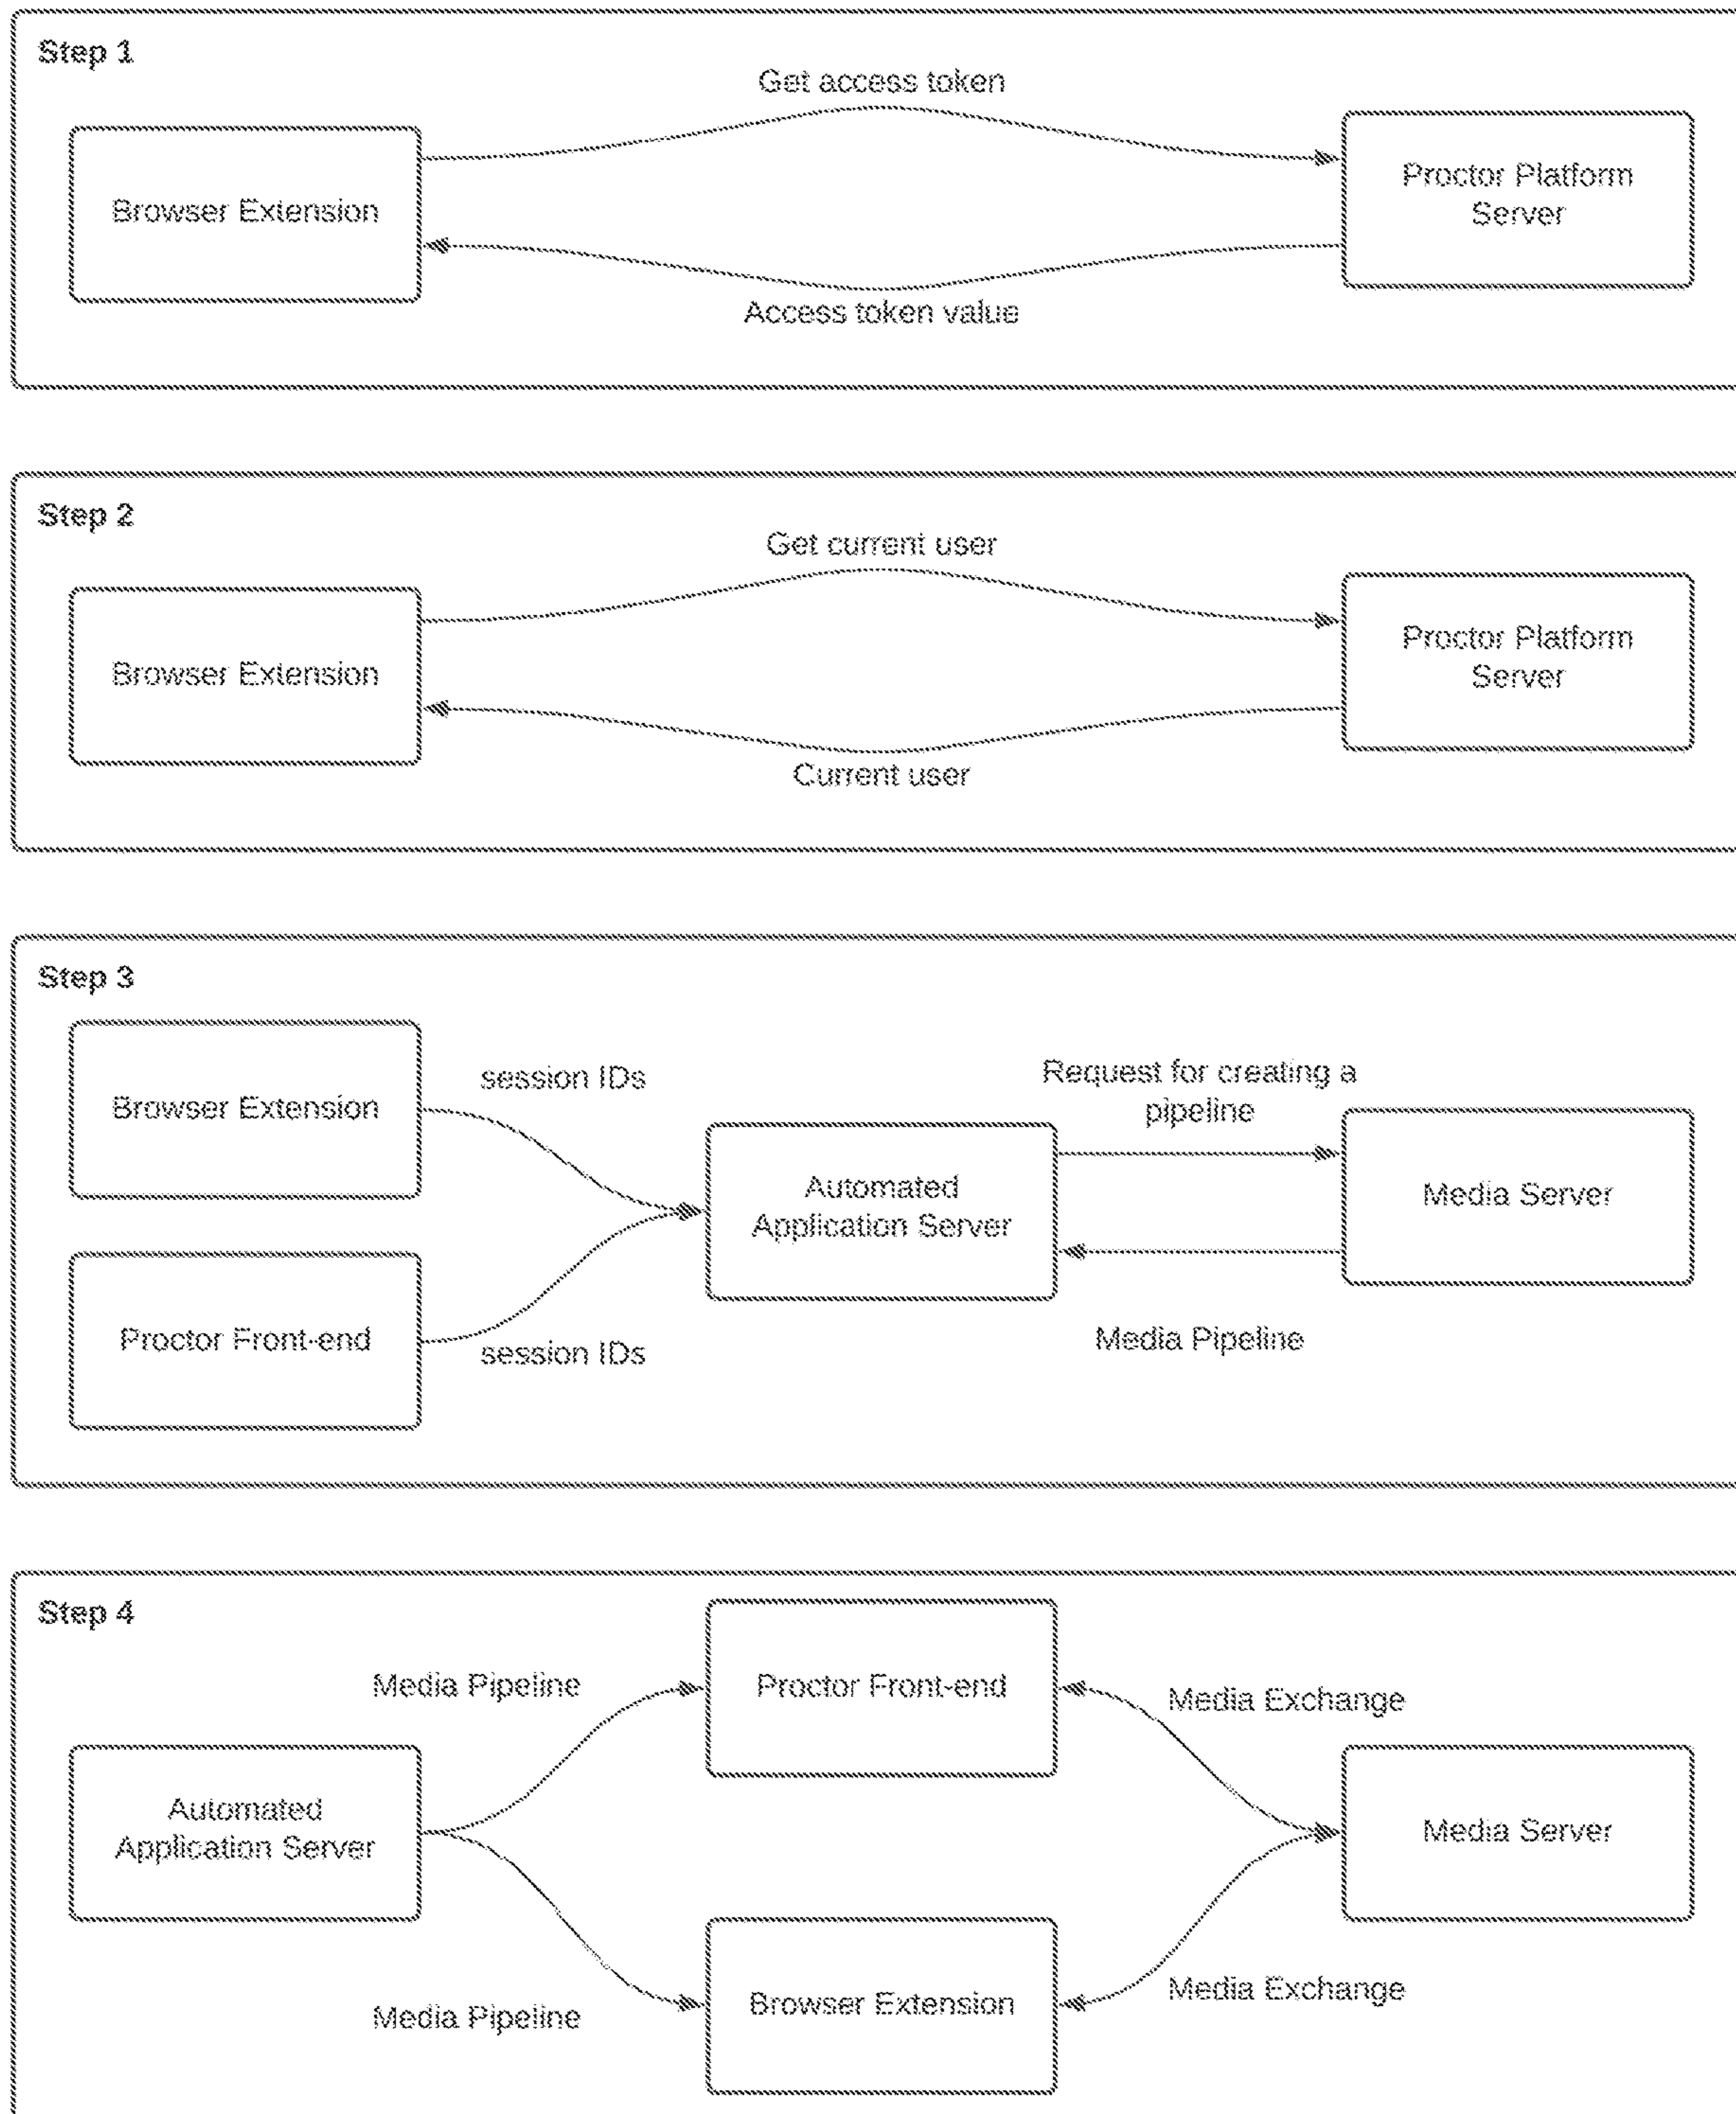 Step 1
Get access token
Browser Extension
Proctor Platform
Server
Access token value
Step 2
Get current user
Browser Extension
Proctor Platform
Server
Current user
Step 3
Browser Extension
session IDs
Request for creating a
pipeline
Automated
Application Server
Media Server
Proctor Front-end
session IDs
Media Pipeline
Step 4
Media Pipeline
Proctor Front-end
Media Exchange
Automated
Application Server
Media Server
Media Pipeline
Browser Extension
Media Exchange